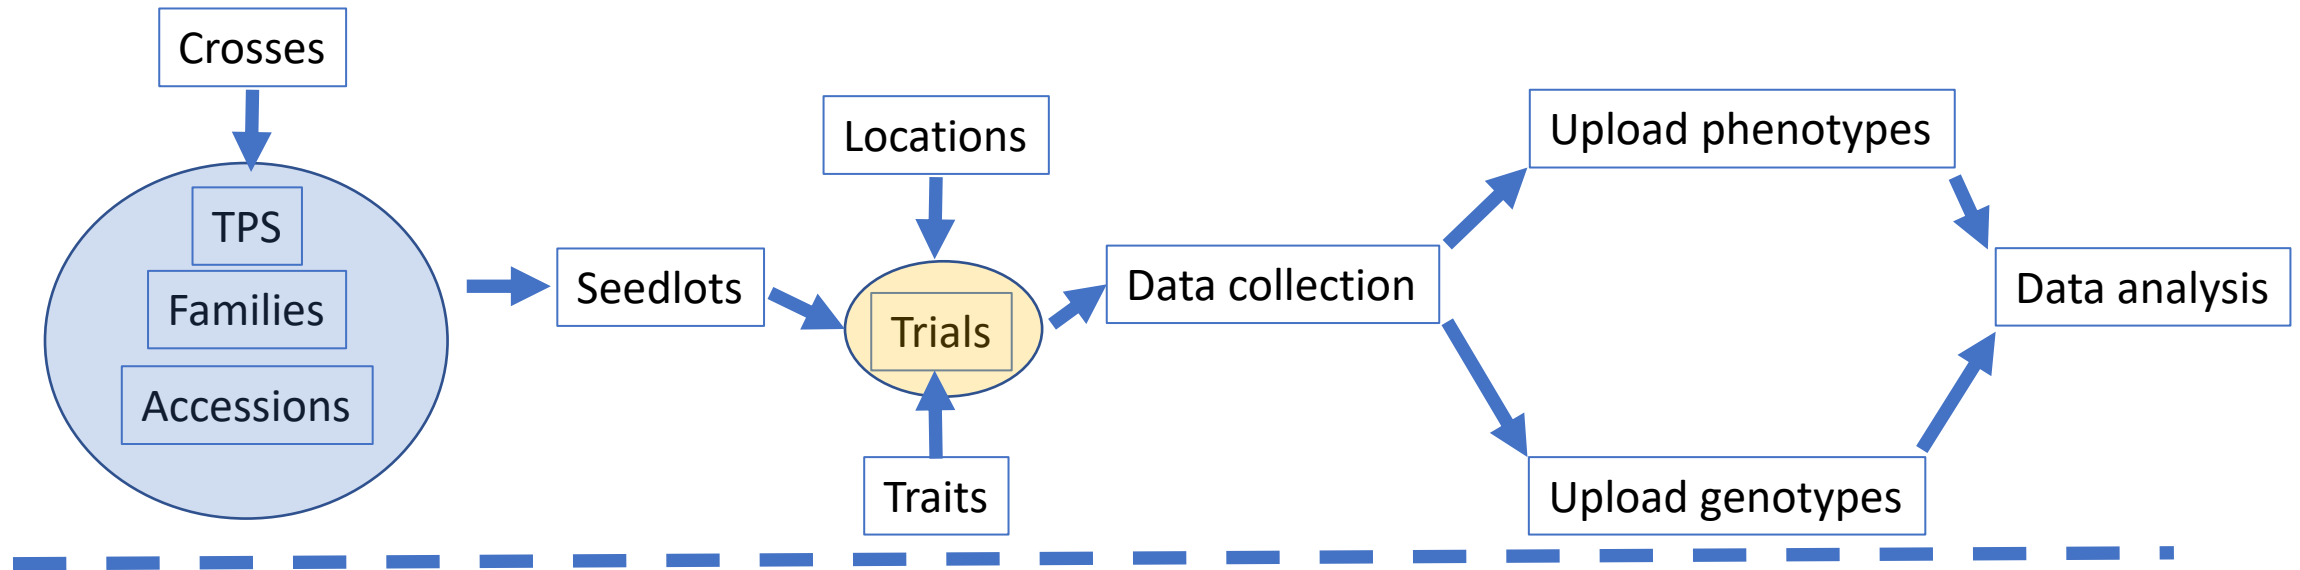 Crosses
TPS
Families
Accessions
Seedlots
Locations
Trials
Traits
Data collection
Upload phenotypes
Upload genotypes
Data analysis